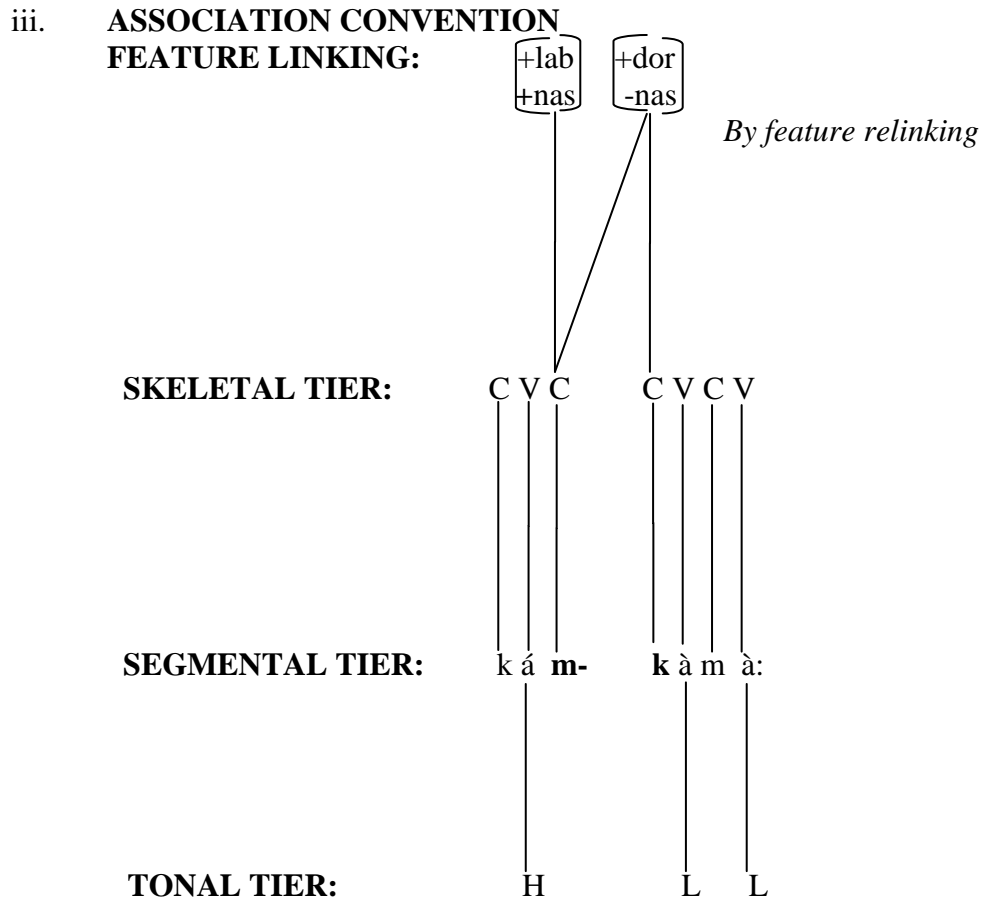 iii. ASSOCIATION CONVENTION
FEATURE LINKING: +lab +dor
+nas -nas
By feature relinking
SKELETAL TIER: C V C C V C V
SEGMENTAL TIER: k á m- k à m à:
TONAL TIER: H L L